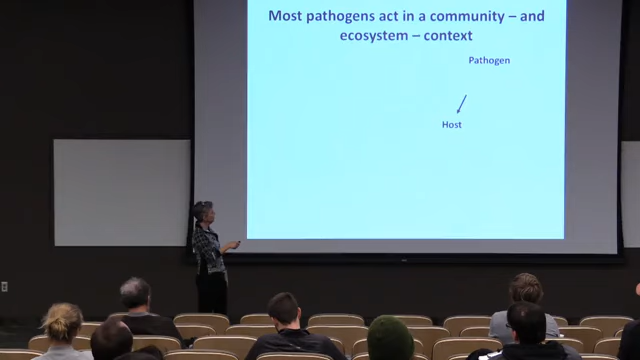 Most pathogens act in a community – and
ecosystem – context
Pathogen
Host